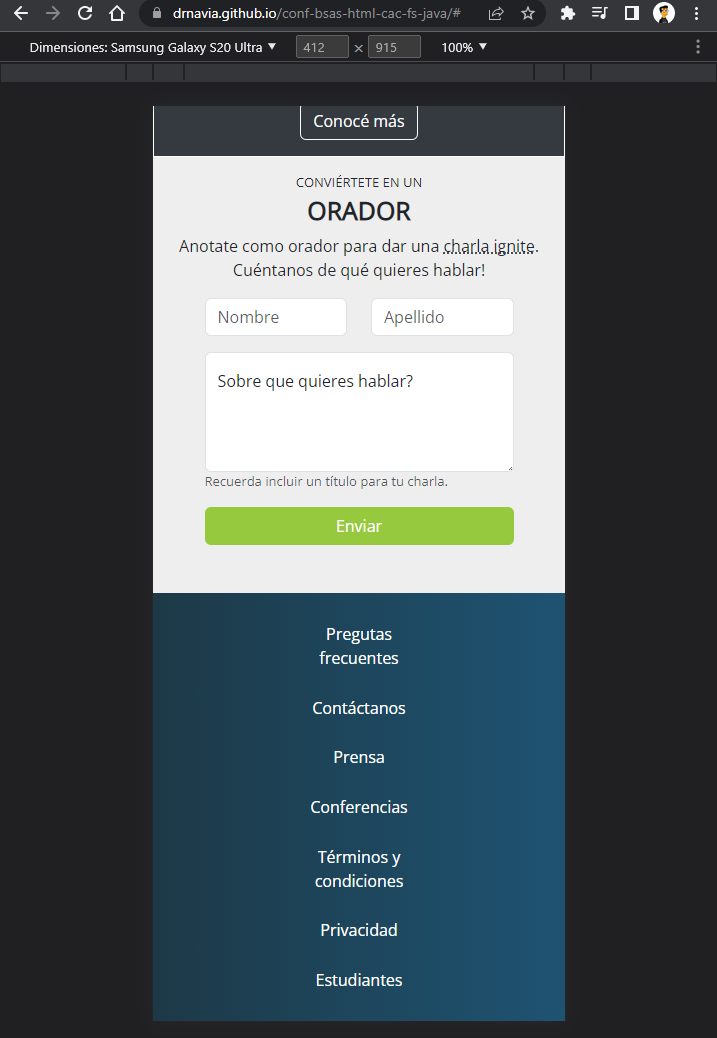 drnavia.github.io/conf-bsas-html-cac-fs-java/#
Dimensiones: Samsung Galaxy S20 Ultra ▼ 412 × 915 100% ▼
Conocé más
CONVIÉRTETE EN UN
ORADOR
Anotate como orador para dar una charla ignite.
Cuéntanos de qué quieres hablar!
Nombre Apellido
Sobre que quieres hablar?
Recuerda incluir un título para tu charla.
Enviar
Pregutas
frecuentes
Contáctanos
Prensa
Conferencias
Términos y
condiciones
Privacidad
Estudiantes